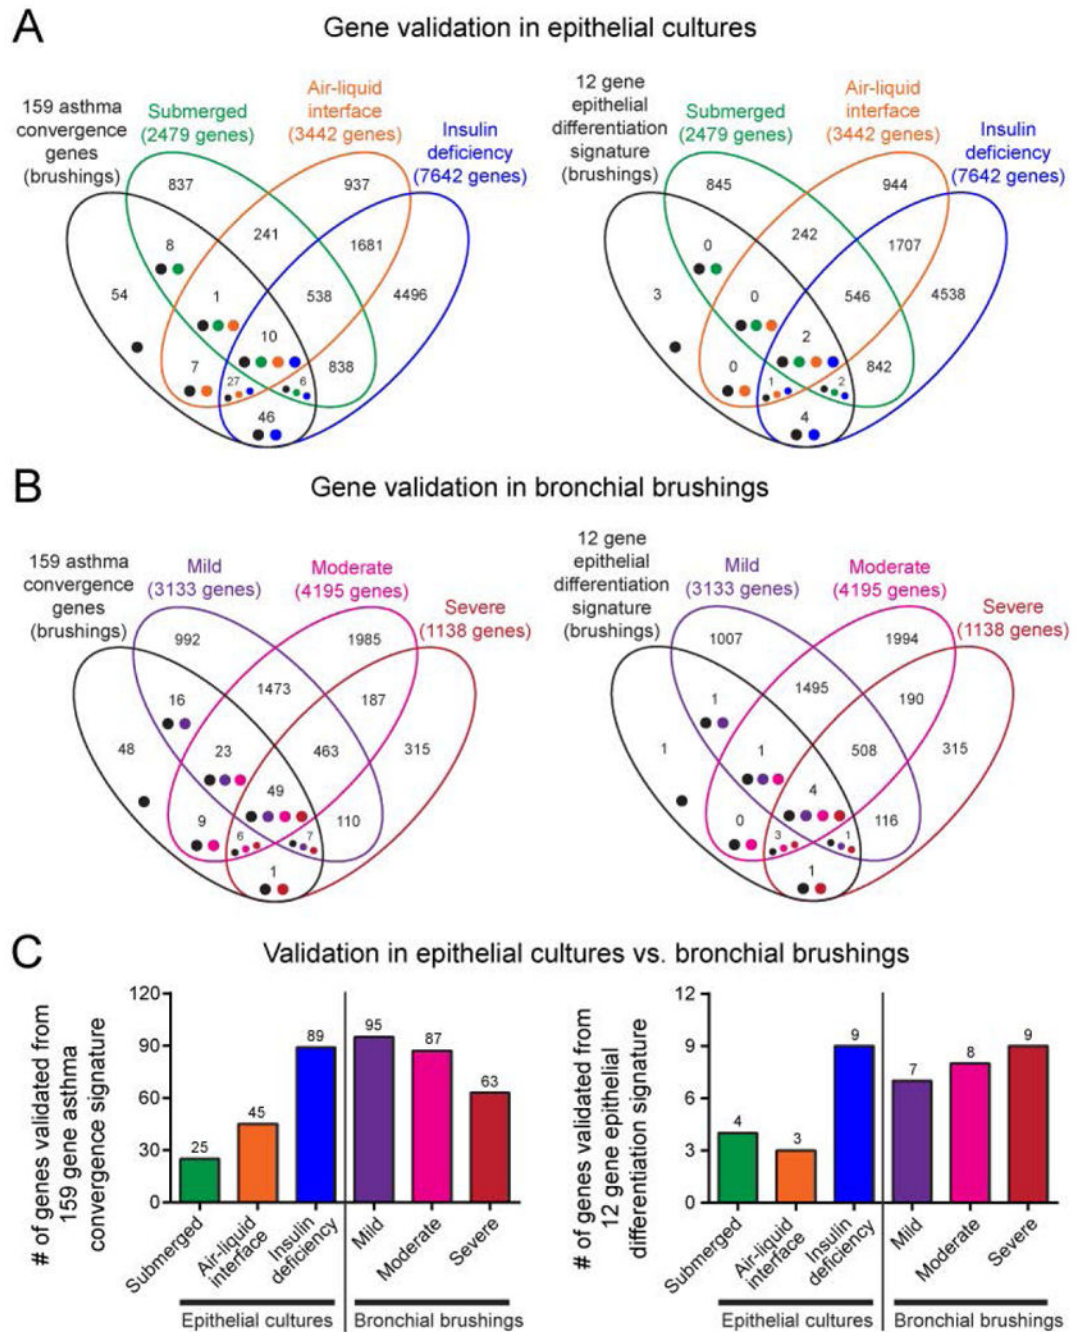 A
Gene validation in epithelial cultures
159 asthma
convergence
genes
(brushings)
Submerged
(2479 genes)
Air-liquid
interface
(3442 genes)
Insulin
deficiency
(7642 genes)
837
937
241
8
1681
54
1
538
4496
10
7
27
6
838
46
12 gene
epithelial
differentiation
signature
(brushings)
Submerged
(2479 genes)
Air-liquid
interface
(3442 genes)
Insulin
deficiency
(7642 genes)
845
944
242
0
1707
3
0
546
4538
2
0
1
2
842
4
B
Gene validation in bronchial brushings
159 asthma
convergence
genes
(brushings)
Mild
(3133 genes)
Moderate
(4195 genes)
Severe
(1138 genes)
992
1985
1473
16
187
48
23
463
315
49
9
6
7
110
1
12 gene
epithelial
differentiation
signature
(brushings)
Mild
(3133 genes)
Moderate
(4195 genes)
Severe
(1138 genes)
1007
1994
1495
1
190
1
1
508
315
4
0
3
1
116
1
C
Validation in epithelial cultures vs. bronchial brushings
# of genes validated from
159 gene asthma
convergence signature
120
90
60
30
0
25
45
89
95
87
63
Submerged
Air-liquid
interface
Insulin
deficiency
Mild
Moderate
Severe
Epithelial cultures
Bronchial brushings
# of genes validated from
12 gene epithelial
differentiation signature
12
9
6
3
0
4
3
9
7
8
9
Submerged
Air-liquid
interface
Insulin
deficiency
Mild
Moderate
Severe
Epithelial cultures
Bronchial brushings